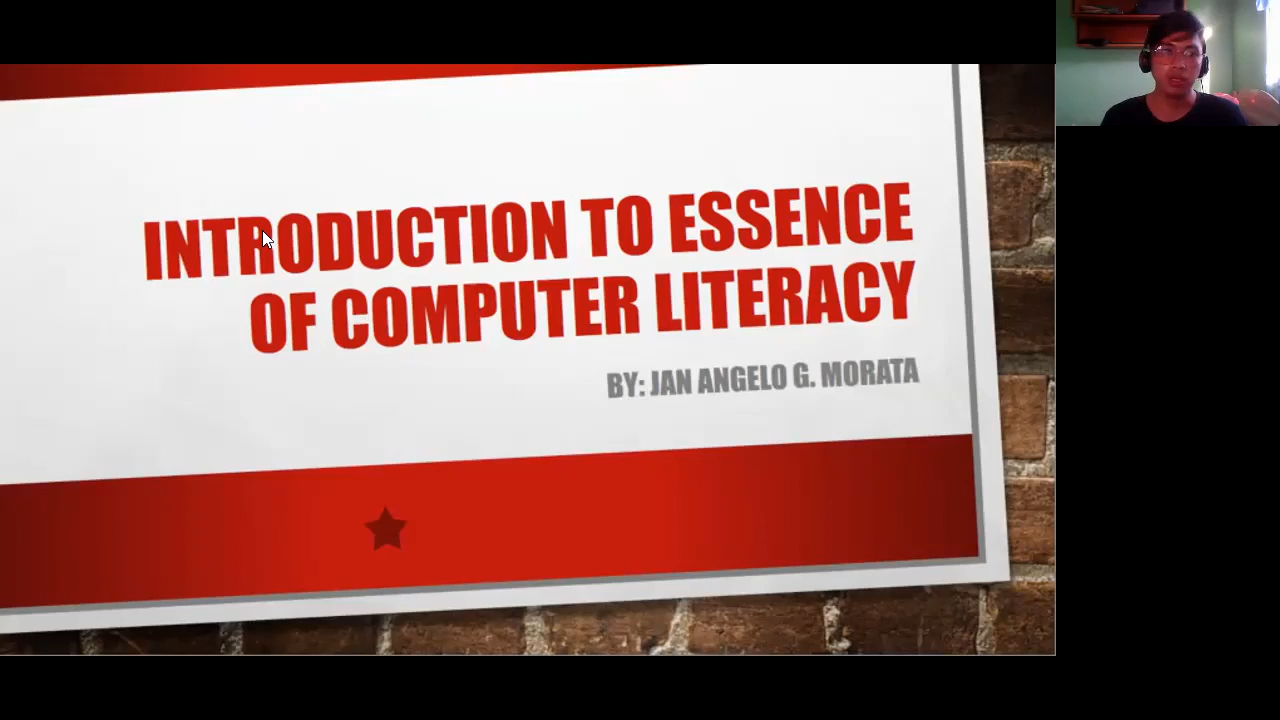 INTRODUCTION TO ESSENCE
OF COMPUTER LITERACY
BY: JAN ANGELO G. MORATA